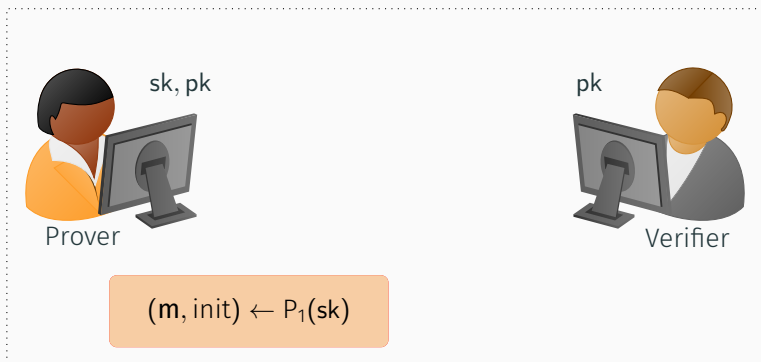 sk, pk
pk
Prover
Verifier
(m, init) ← P₁(sk)